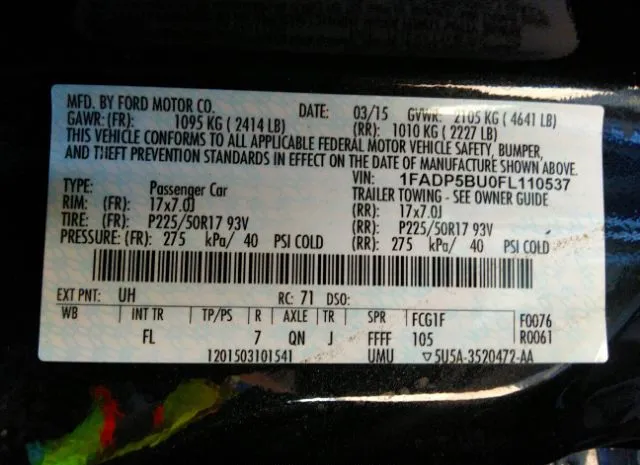 MFD. BY FORD MOTOR CO. DATE: 03/15 GVWR: 2105 KG ( 4641 LB)
GAWR: (FR): 1095 KG ( 2414 LB) (RR): 1010 KG ( 2227 LB)
THIS VEHICLE CONFORMS TO ALL APPLICABLE FEDERAL MOTOR VEHICLE SAFETY, BUMPER,
AND THEFT PREVENTION STANDARDS IN EFFECT ON THE DATE OF MANUFACTURE SHOWN ABOVE.
VIN: 1FADP5BU0FL110537
TYPE: Passenger Car TRAILER TOWING - SEE OWNER GUIDE
RIM: (FR): 17x7.0J (RR): 17x7.0J
TIRE: (FR): P225/50R17 93V (RR): P225/50R17 93V
PRESSURE: (FR): 275 kPa/ 40 PSI COLD (RR): 275 kPa/ 40 PSI COLD
EXT PNT: UH RC: 71 DSO:
WB INT TR TP/PS R AXLE TR SPR FCG1F F0076
FL 7 QN J FFFF 105 R0061
1201503101541 UMU ▽5U5A-3520472-AA